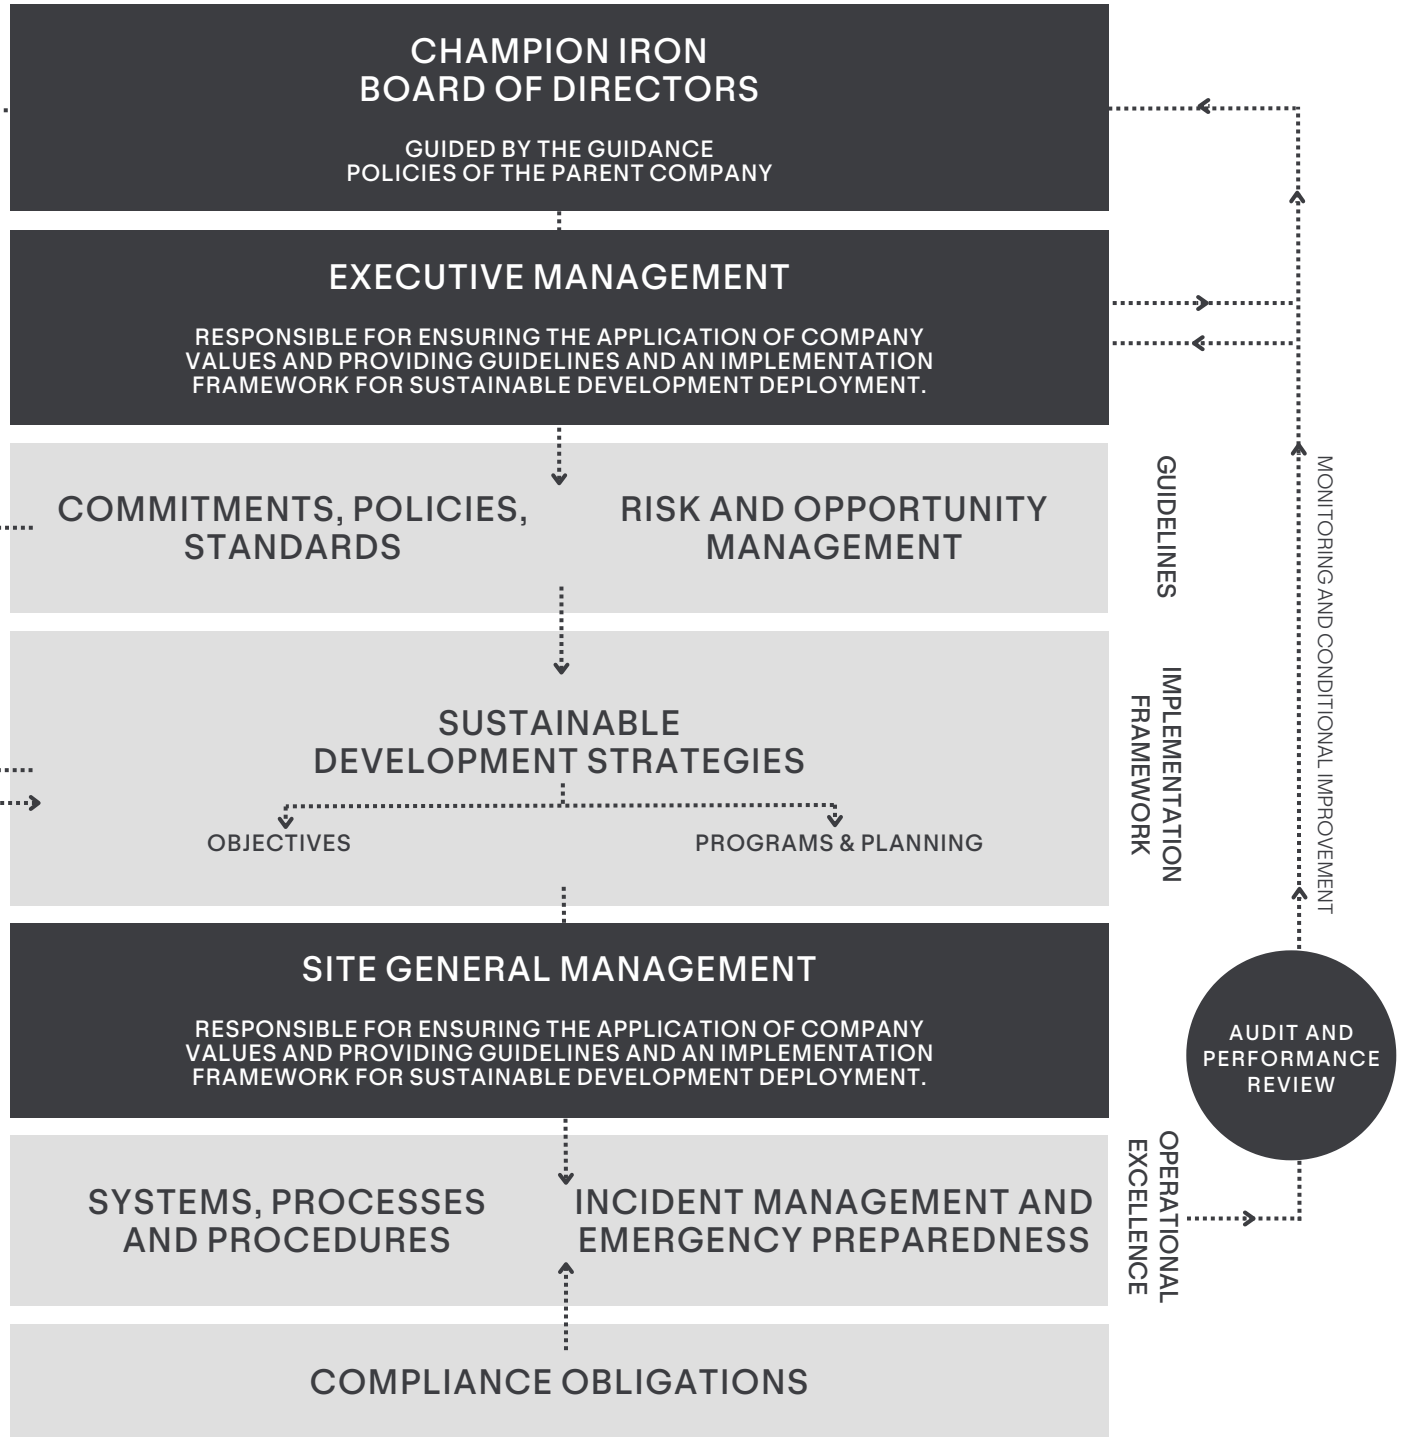 CHAMPION IRON
BOARD OF DIRECTORS
GUIDED BY THE GUIDANCE
POLICIES OF THE PARENT COMPANY
EXECUTIVE MANAGEMENT
RESPONSIBLE FOR ENSURING THE APPLICATION OF COMPANY
VALUES AND PROVIDING GUIDELINES AND AN IMPLEMENTATION
FRAMEWORK FOR SUSTAINABLE DEVELOPMENT DEPLOYMENT.
COMMITMENTS, POLICIES,
STANDARDS
RISK AND OPPORTUNITY
MANAGEMENT
GUIDELINES
SUSTAINABLE
DEVELOPMENT STRATEGIES
OBJECTIVES
PROGRAMS & PLANNING
IMPLEMENTATION
FRAMEWORK
MONITORING AND CONDITIONAL IMPROVEMENT
SITE GENERAL MANAGEMENT
RESPONSIBLE FOR ENSURING THE APPLICATION OF COMPANY
VALUES AND PROVIDING GUIDELINES AND AN IMPLEMENTATION
FRAMEWORK FOR SUSTAINABLE DEVELOPMENT DEPLOYMENT.
AUDIT AND
PERFORMANCE
REVIEW
SYSTEMS, PROCESSES
AND PROCEDURES
INCIDENT MANAGEMENT AND
EMERGENCY PREPAREDNESS
OPERATIONAL
EXCELLENCE
COMPLIANCE OBLIGATIONS